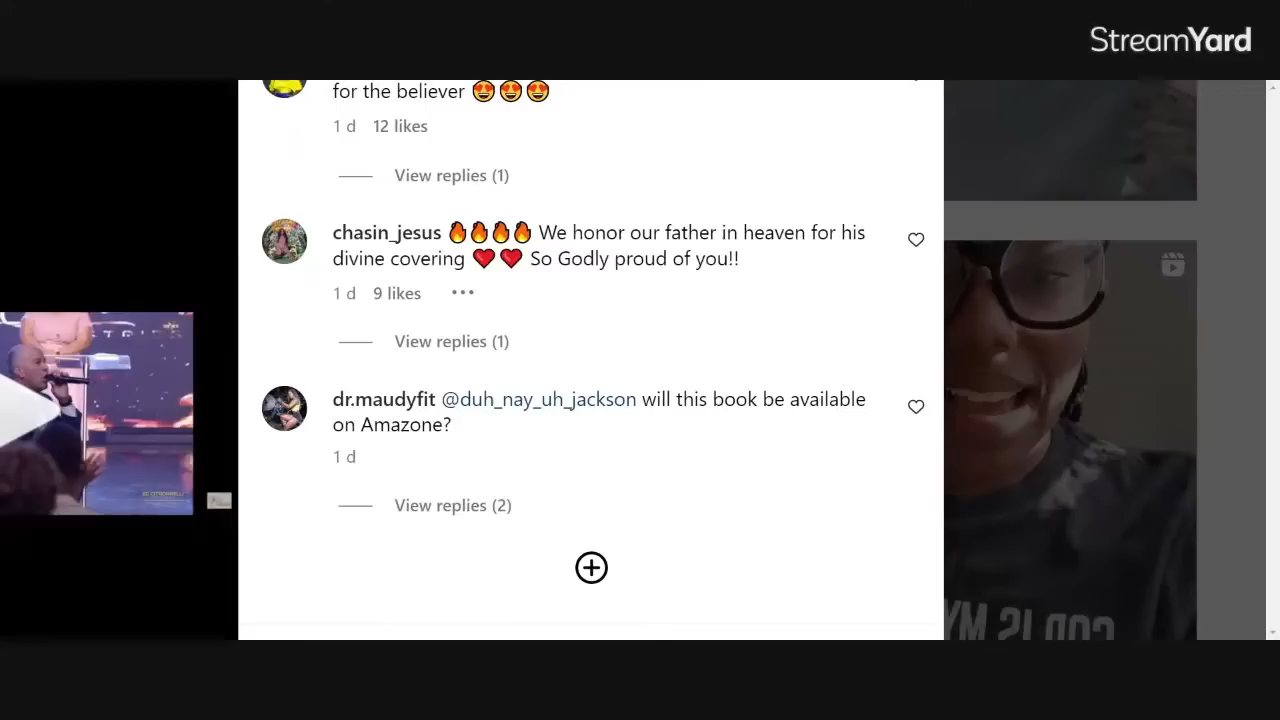 StreamYard
for the believer 😍😍😍
1 d 12 likes
View replies (1)
chasin_jesus 🔥🔥🔥🔥 We honor our father in heaven for his
divine covering ❤️❤️ So Godly proud of you!!
1 d 9 likes •••
View replies (1)
dr.maudyfit @duh_nay_uh_jackson will this book be available
on Amazone?
1 d
View replies (2)